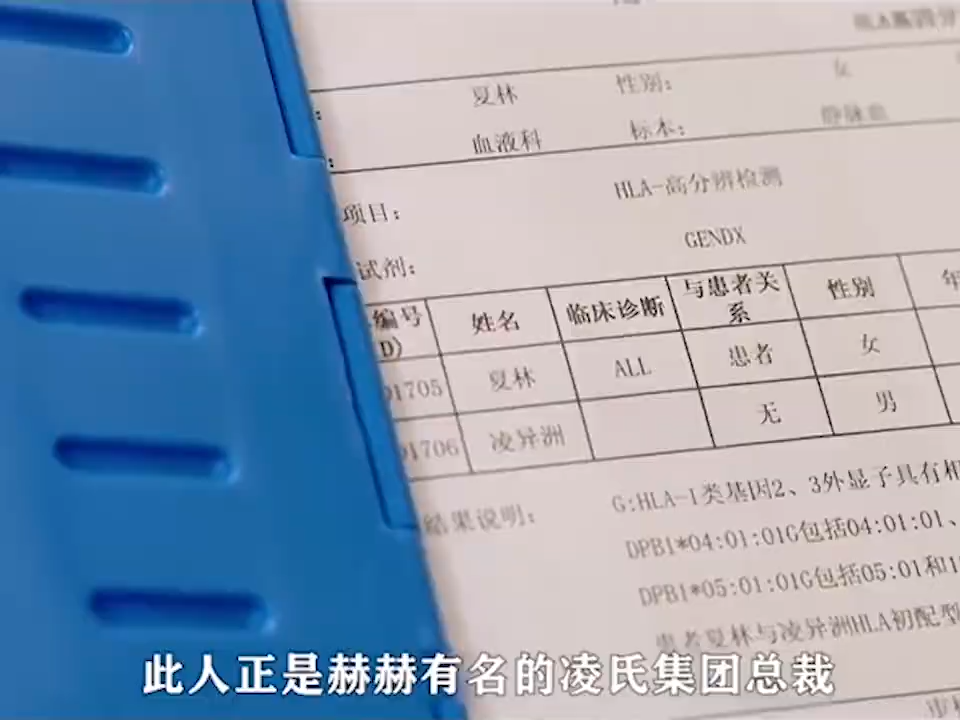 HLA基因分
: 夏林 性别: 女
: 血液科 标本: 静脉血
项目: HLA-高分辨检测
试剂: GENDX
编号 姓名 临床诊断 与患者关系 性别 年
D)
01705 夏林 ALL 患者 女
01706 凌异洲 无 男
结果说明: G:HLA-I类基因2、3外显子具有相
DPB1*04:01:01G包括04:01:01、
DPB1*05:01:01G包括05:01和1
患者夏林与凌异洲HLA初配型
审核
此人正是赫赫有名的凌氏集团总裁